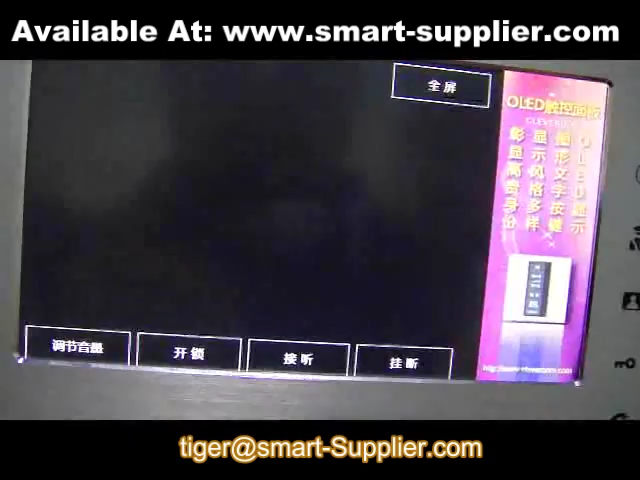 Available At: www.smart-supplier.com
全屏
OLED触控面板
彰显高贵身份
显示风格多样
图形文字按键
OLED显示
调节音量
开锁
接听
挂断
tiger@smart-Supplier.com